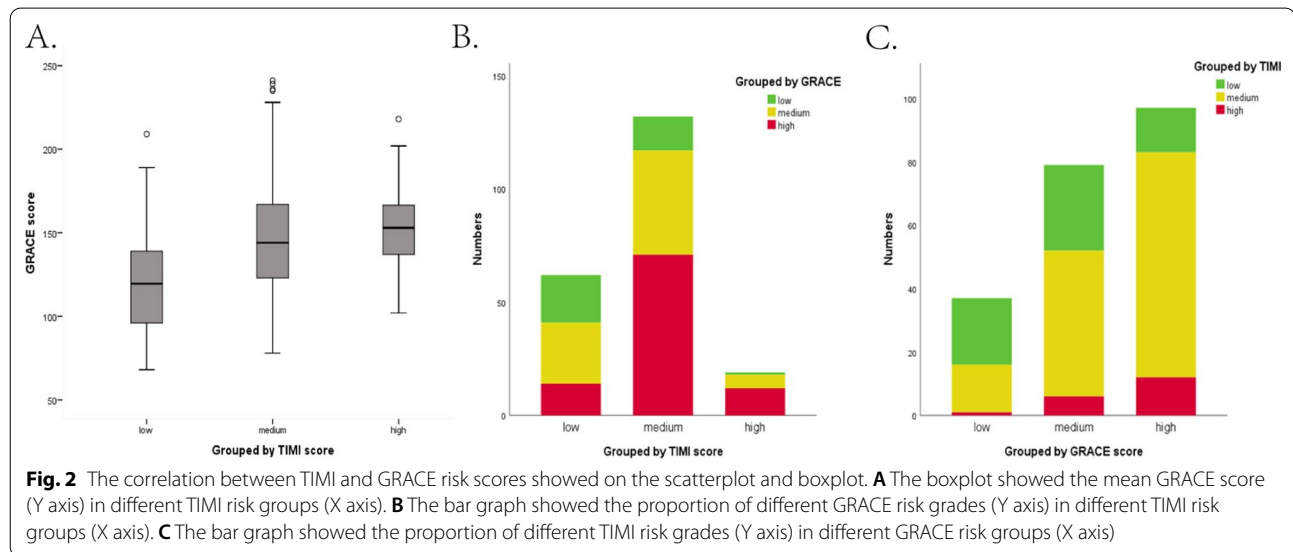 A.
250
200
150
100
50
GRACE score
low
medium
high
Grouped by TIMI score
B.
150
100
50
0
Numbers
Grouped by GRACE
low
medium
high
low
medium
high
Grouped by TIMI score
C.
100
80
60
40
20
0
Numbers
Grouped by TIMI
low
medium
high
low
medium
high
Grouped by GRACE score
Fig. 2 The correlation between TIMI and GRACE risk scores showed on the scatterplot and boxplot. A The boxplot showed the mean GRACE score
(Y axis) in different TIMI risk groups (X axis). B The bar graph showed the proportion of different GRACE risk grades (Y axis) in different TIMI risk
groups (X axis). C The bar graph showed the proportion of different TIMI risk grades (Y axis) in different GRACE risk groups (X axis)